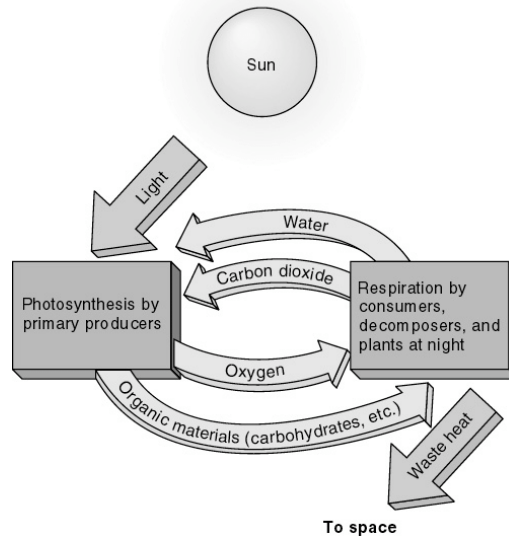 Sun
Light
Water
Carbon dioxide
Photosynthesis by
primary producers
Respiration by
consumers,
decomposers, and
plants at night
Oxygen
Organic materials (carbohydrates, etc.)
Waste heat
To space